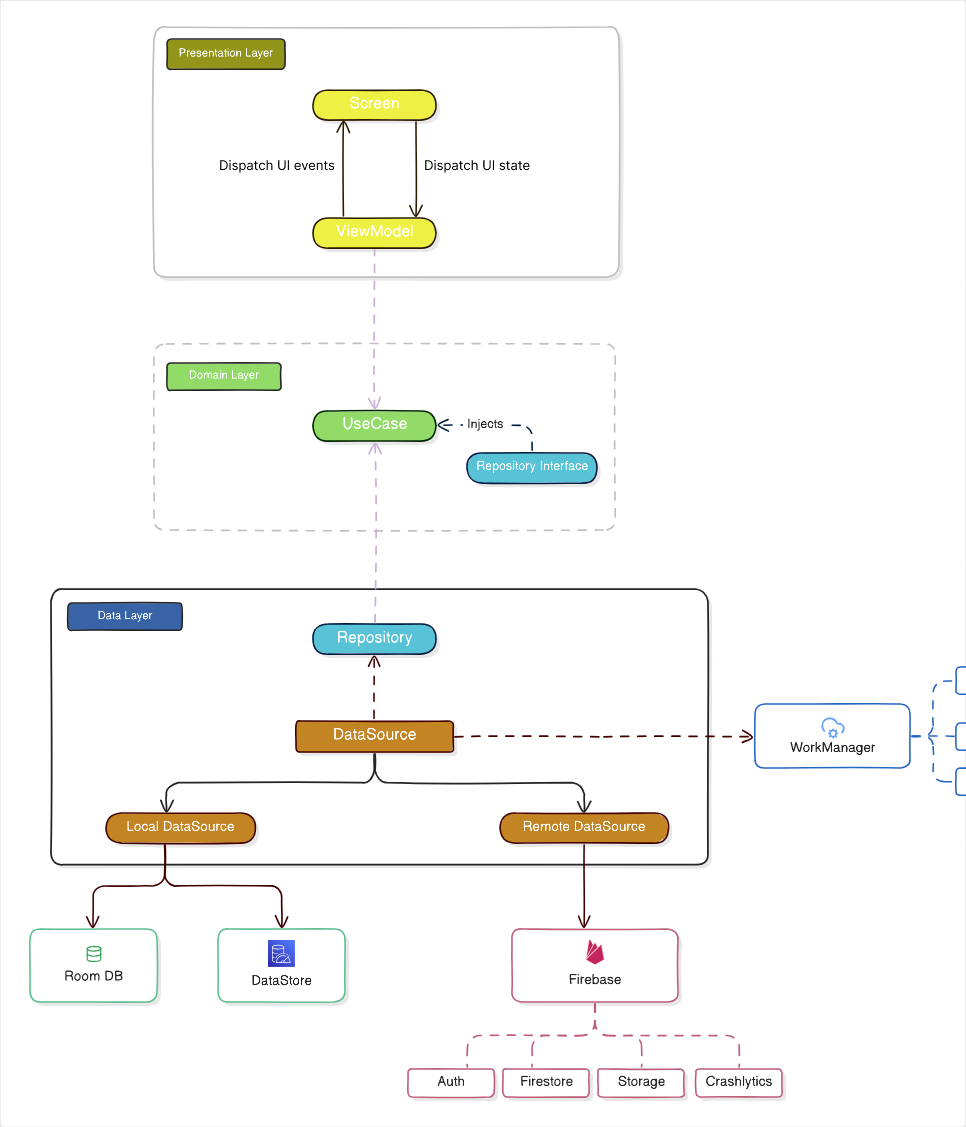 Presentation Layer
Screen
Dispatch UI events
Dispatch UI state
ViewModel
Domain Layer
UseCase
Injects
Repository Interface
Data Layer
Repository
DataSource
WorkManager
Local DataSource
Remote DataSource
Room DB
DataStore
Firebase
Auth
Firestore
Storage
Crashlytics